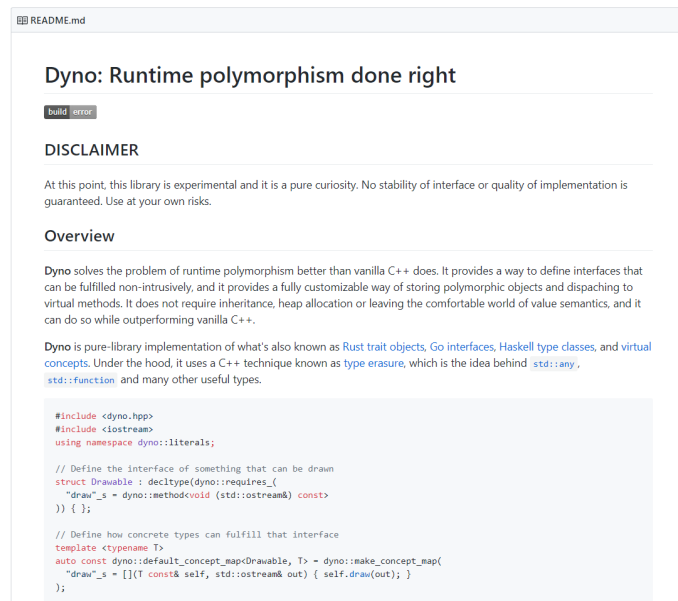 README.md
Dyno: Runtime polymorphism done right
build error
DISCLAIMER
At this point, this library is experimental and it is a pure curiosity. No stability of interface or quality of implementation is
guaranteed. Use at your own risks.
Overview
Dyno solves the problem of runtime polymorphism better than vanilla C++ does. It provides a way to define interfaces that
can be fulfilled non-intrusively, and it provides a fully customizable way of storing polymorphic objects and dispaching to
virtual methods. It does not require inheritance, heap allocation or leaving the comfortable world of value semantics, and it
can do so while outperforming vanilla C++.
Dyno is pure-library implementation of what's also known as Rust trait objects, Go interfaces, Haskell type classes, and virtual
concepts. Under the hood, it uses a C++ technique known as type erasure, which is the idea behind std::any,
std::function and many other useful types.
#include <dyno.hpp>
#include <iostream>
using namespace dyno::literals;
// Define the interface of something that can be drawn
struct Drawable : decltype(dyno::requires_(
"draw"_s = dyno::method<void (std::ostream&) const>
)) { };
// Define how concrete types can fulfill that interface
template <typename T>
auto const dyno::default_concept_map<Drawable, T> = dyno::make_concept_map(
"draw"_s = [](T const& self, std::ostream& out) { self.draw(out); }
);